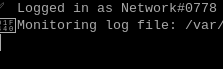 ✓ Logged in as Network#0778
Monitoring log file: /var/